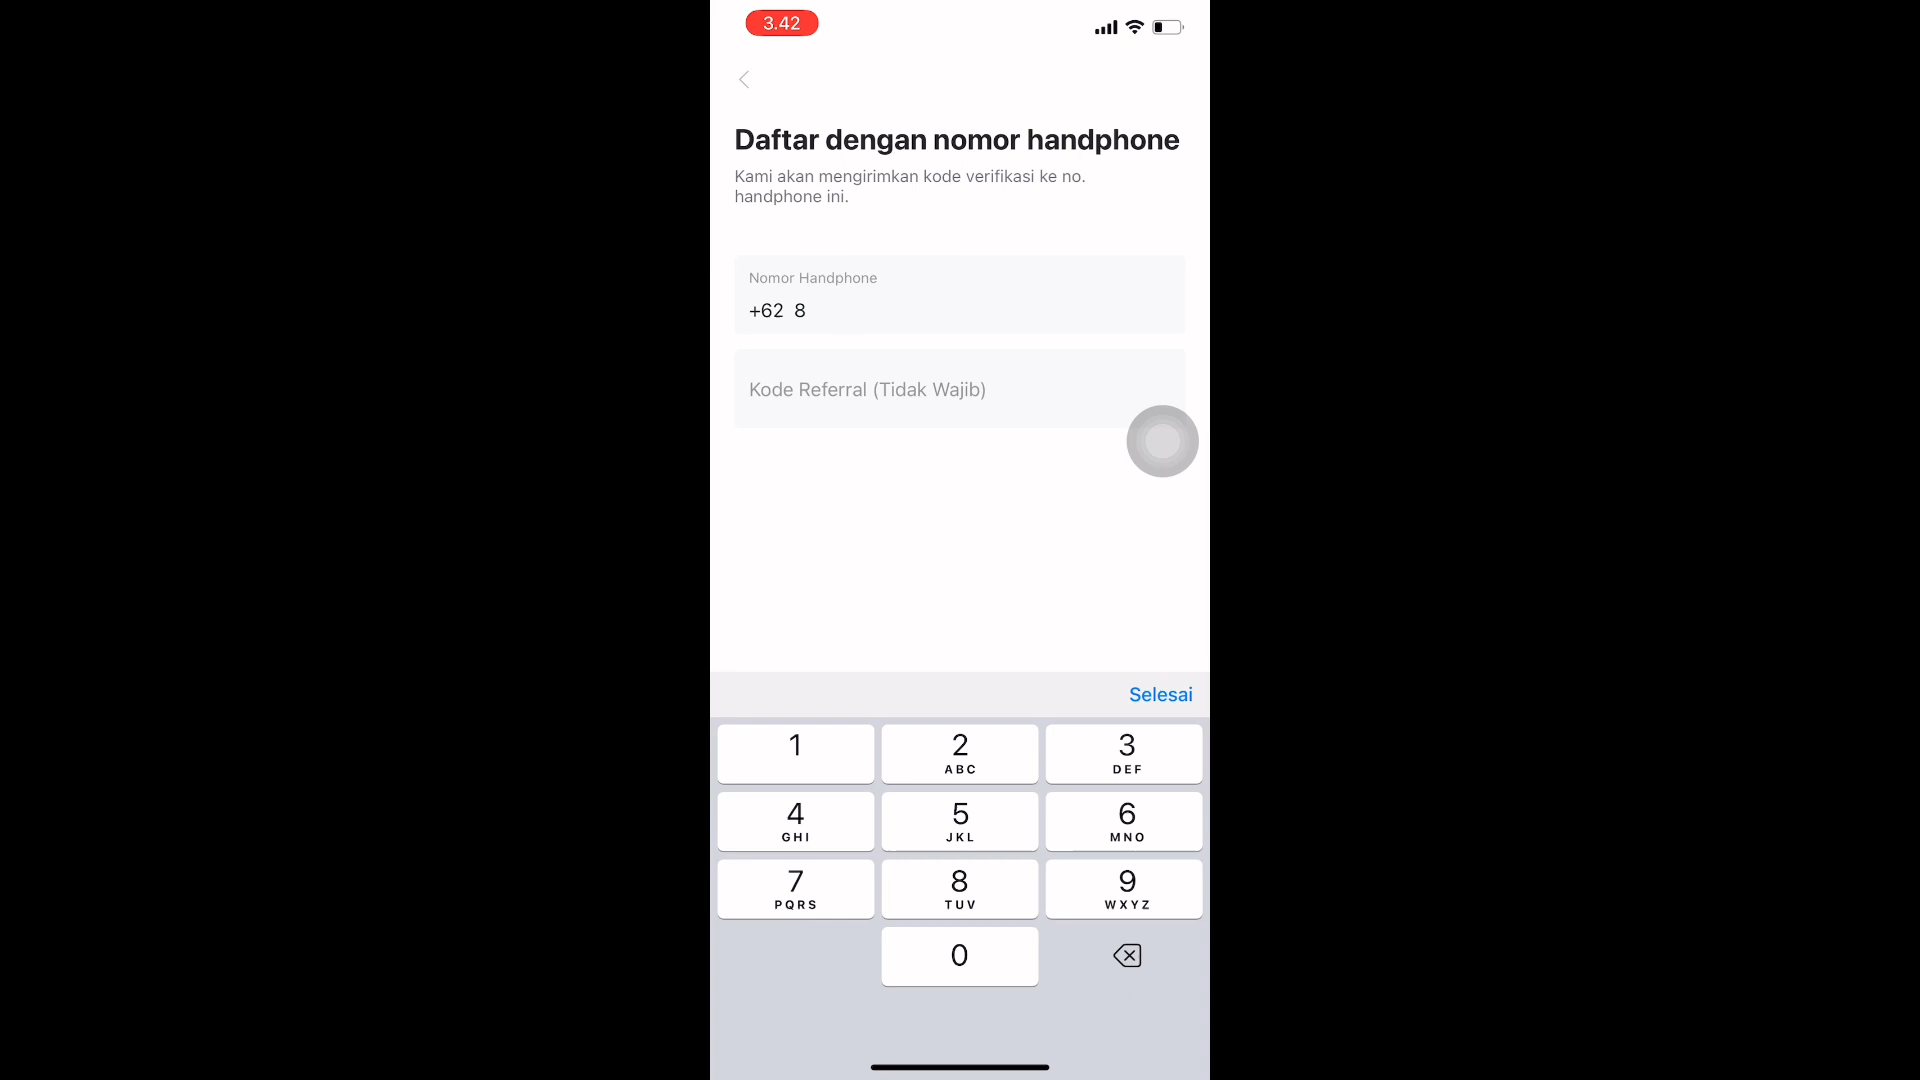 3.42
Daftar dengan nomor handphone
Kami akan mengirimkan kode verifikasi ke no.
handphone ini.
Nomor Handphone
+62 8
Kode Referral (Tidak Wajib)
Selesai
1 2 3
ABC DEF
4 5 6
GHI JKL MNO
7 8 9
PQRS TUV WXYZ
0